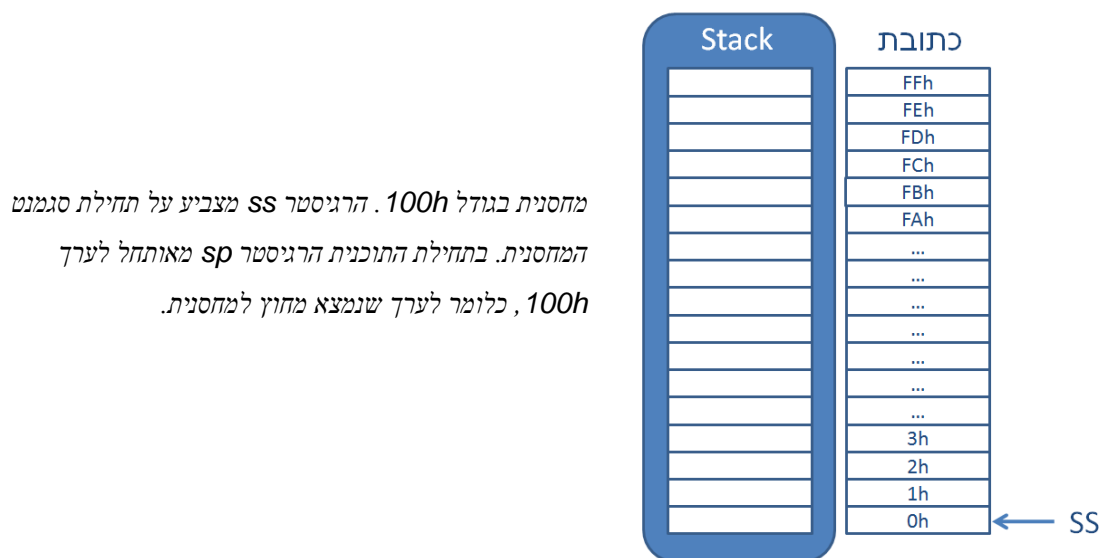 מחסנית בגודל 100h. הרגיסטר ss מצביע על תחילת סגמנט
המחסנית. בתחילת התוכנית הרגיסטר sp מאותחל לערך
100h, כלומר לערך שנמצא מחוץ למחסנית.
Stack
כתובת
FFh
FEh
FDh
FCh
FBh
FAh
...
...
...
...
...
...
...
3h
2h
1h
0h
SS